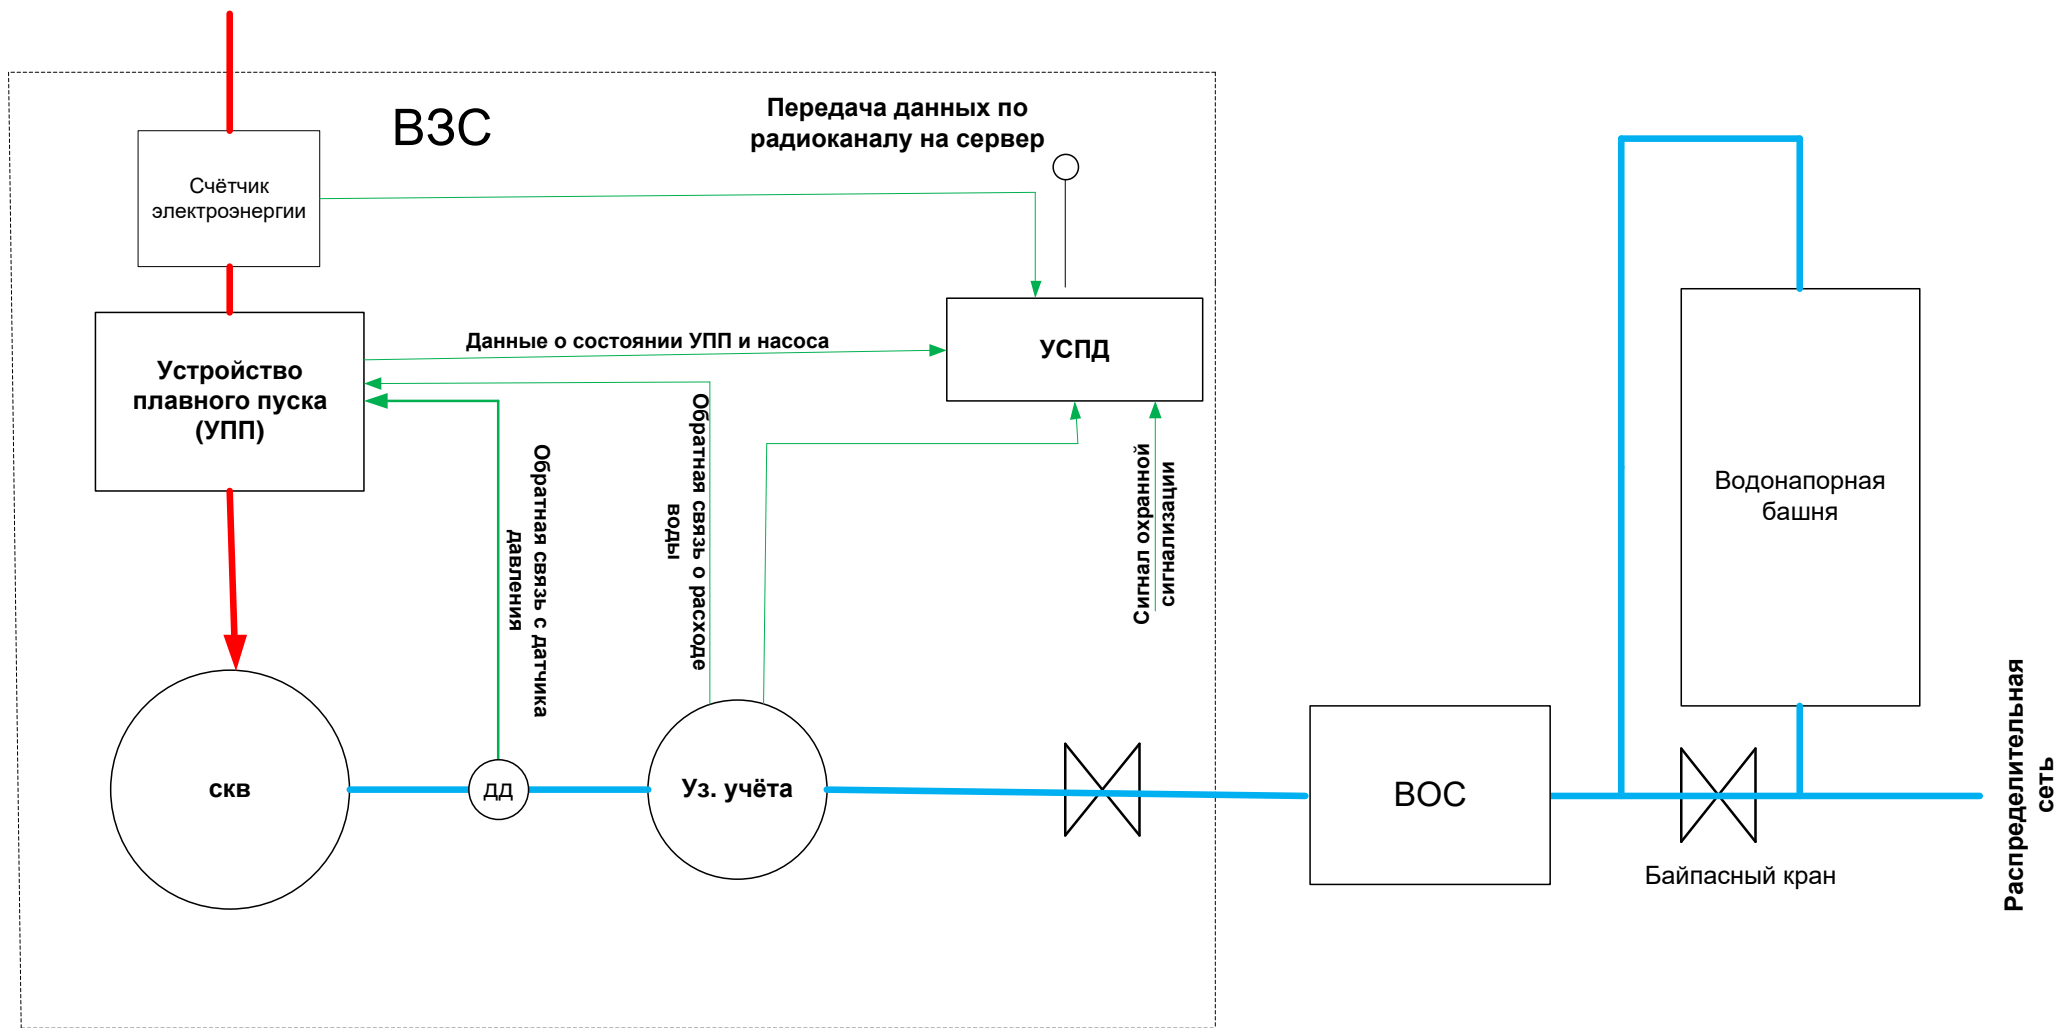 ВЗС
Передача данных по
радиоканалу на сервер
Счётчик
электроэнергии
Устройство
плавного пуска
(УПП)
Данные о состоянии УПП и насоса
УСПД
Обратная связь с датчика
давления
Обратная связь о расходе
воды
Сигнал охранной
сигнализации
Водонапорная
башня
скв
дд
Уз. учёта
ВОС
Байпасный кран
Распределительная
сеть